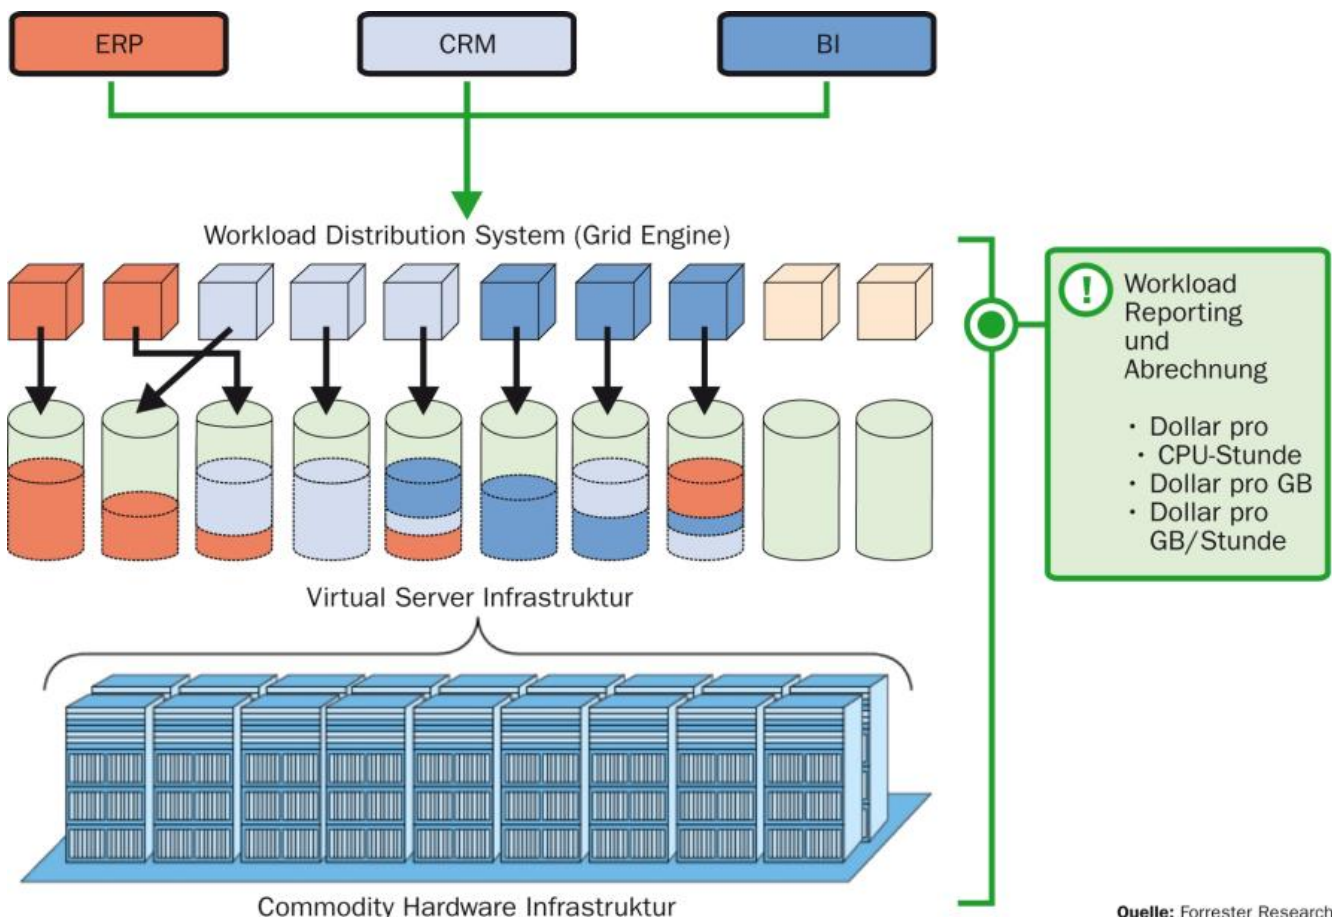 ERP
CRM
BI
Workload Distribution System (Grid Engine)
!
Workload
Reporting
und
Abrechnung
· Dollar pro
· CPU-Stunde
· Dollar pro GB
· Dollar pro
GB/Stunde
Virtual Server Infrastruktur
Commodity Hardware Infrastruktur
Quelle: Forrester Research